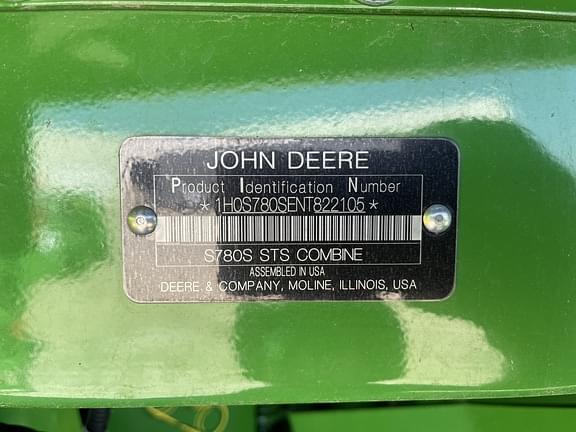 JOHN DEERE
Product Identification Number
*1H0S780SENT822105*
S780S STS COMBINE
ASSEMBLED IN USA
DEERE & COMPANY, MOLINE, ILLINOIS, USA